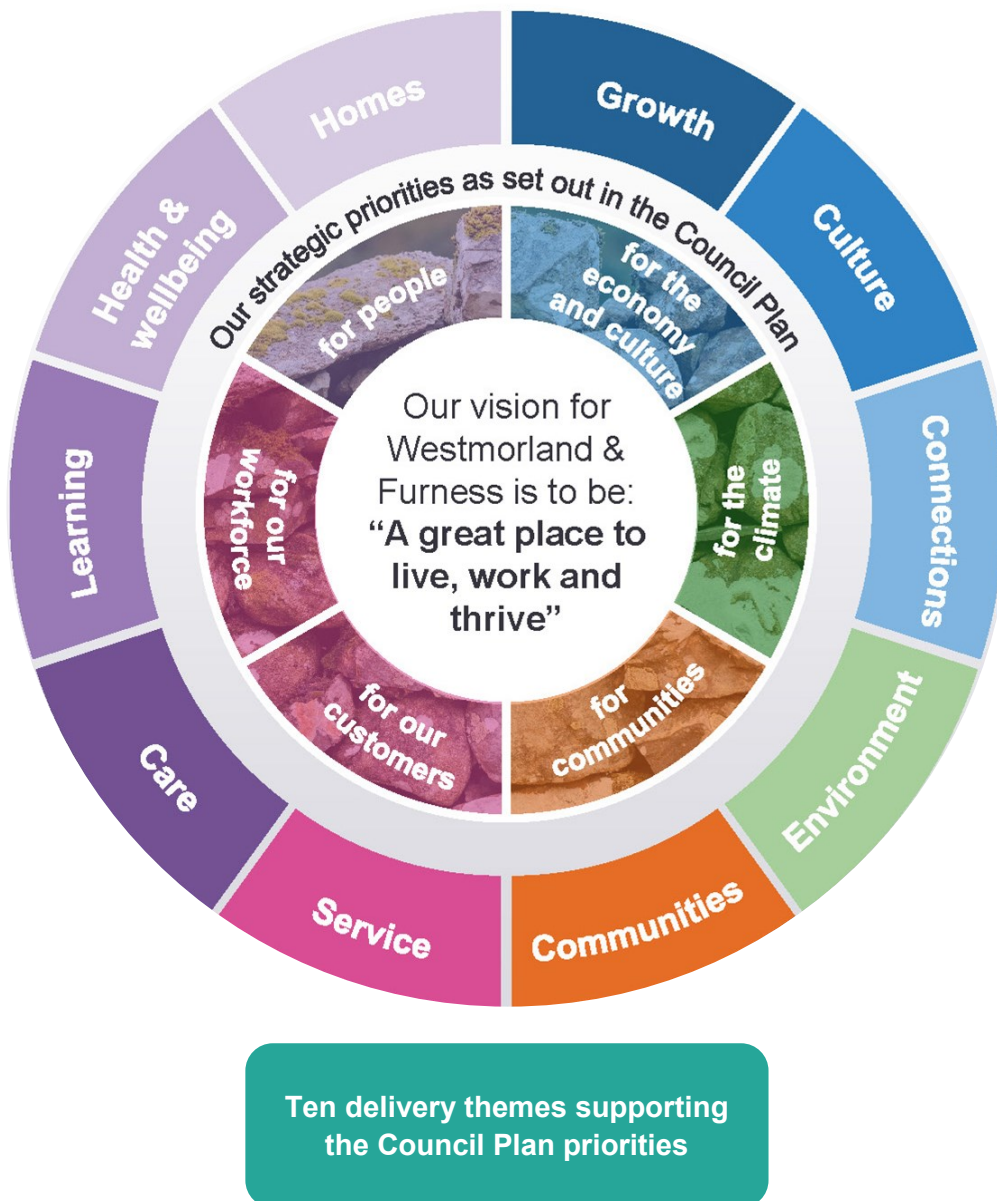 Homes
Growth
Culture
Connections
Environment
Communities
Service
Care
Learning
Health &
wellbeing
Our strategic priorities as set out in the Council Plan
for people
for the
economy
and culture
for the
climate
for
communities
for our
customers
for our
workforce
Our vision for
Westmorland &
Furness is to be:
“A great place to
live, work and
thrive”
Ten delivery themes supporting
the Council Plan priorities